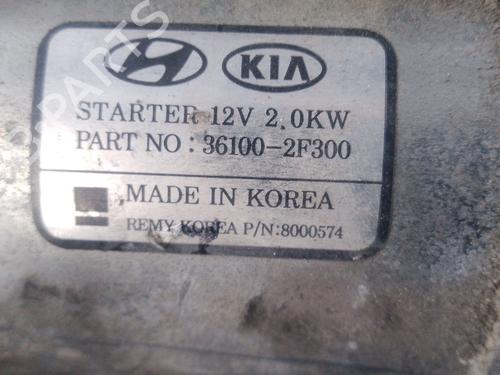 KIA
STARTER 12V 2.0KW
PART NO : 36100-2F300
MADE IN KOREA
REMY KOREA P/N:8000574